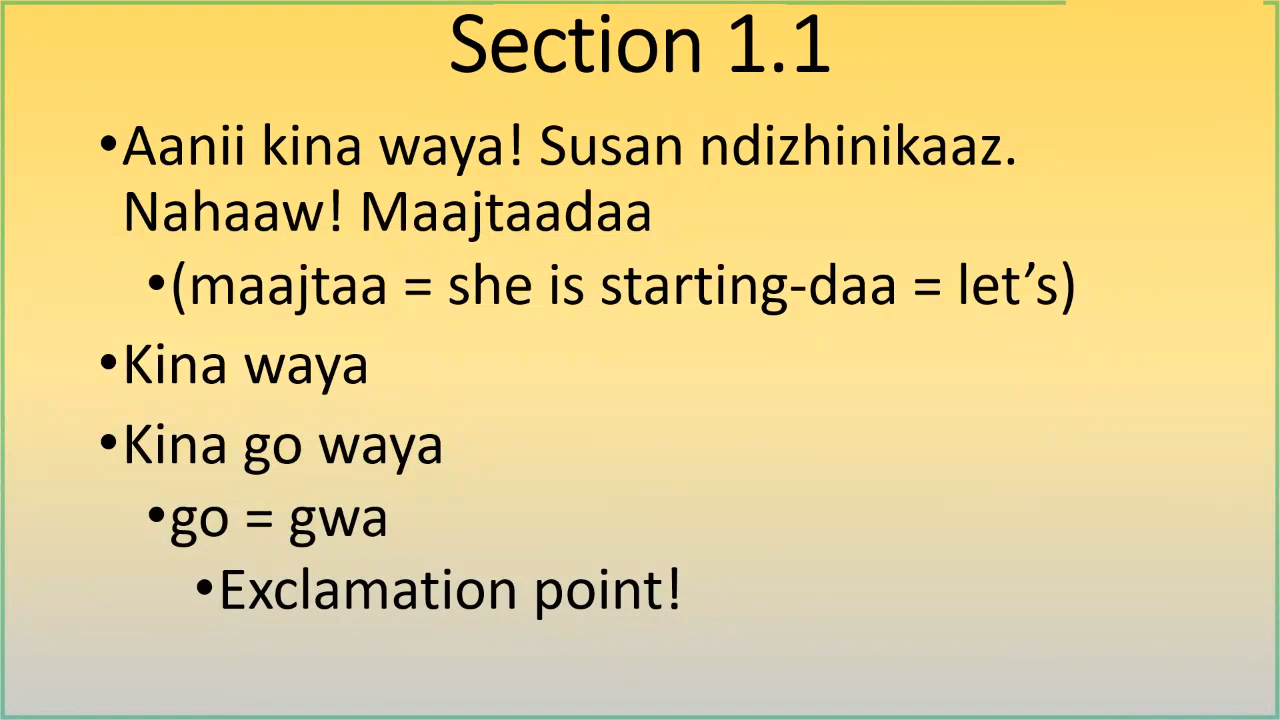 Section 1.1
•Aanii kina waya! Susan ndizhinikaaz.
Nahaaw! Maajtaadaa
•(maajtaa = she is starting-daa = let’s)
•Kina waya
•Kina go waya
•go = gwa
•Exclamation point!